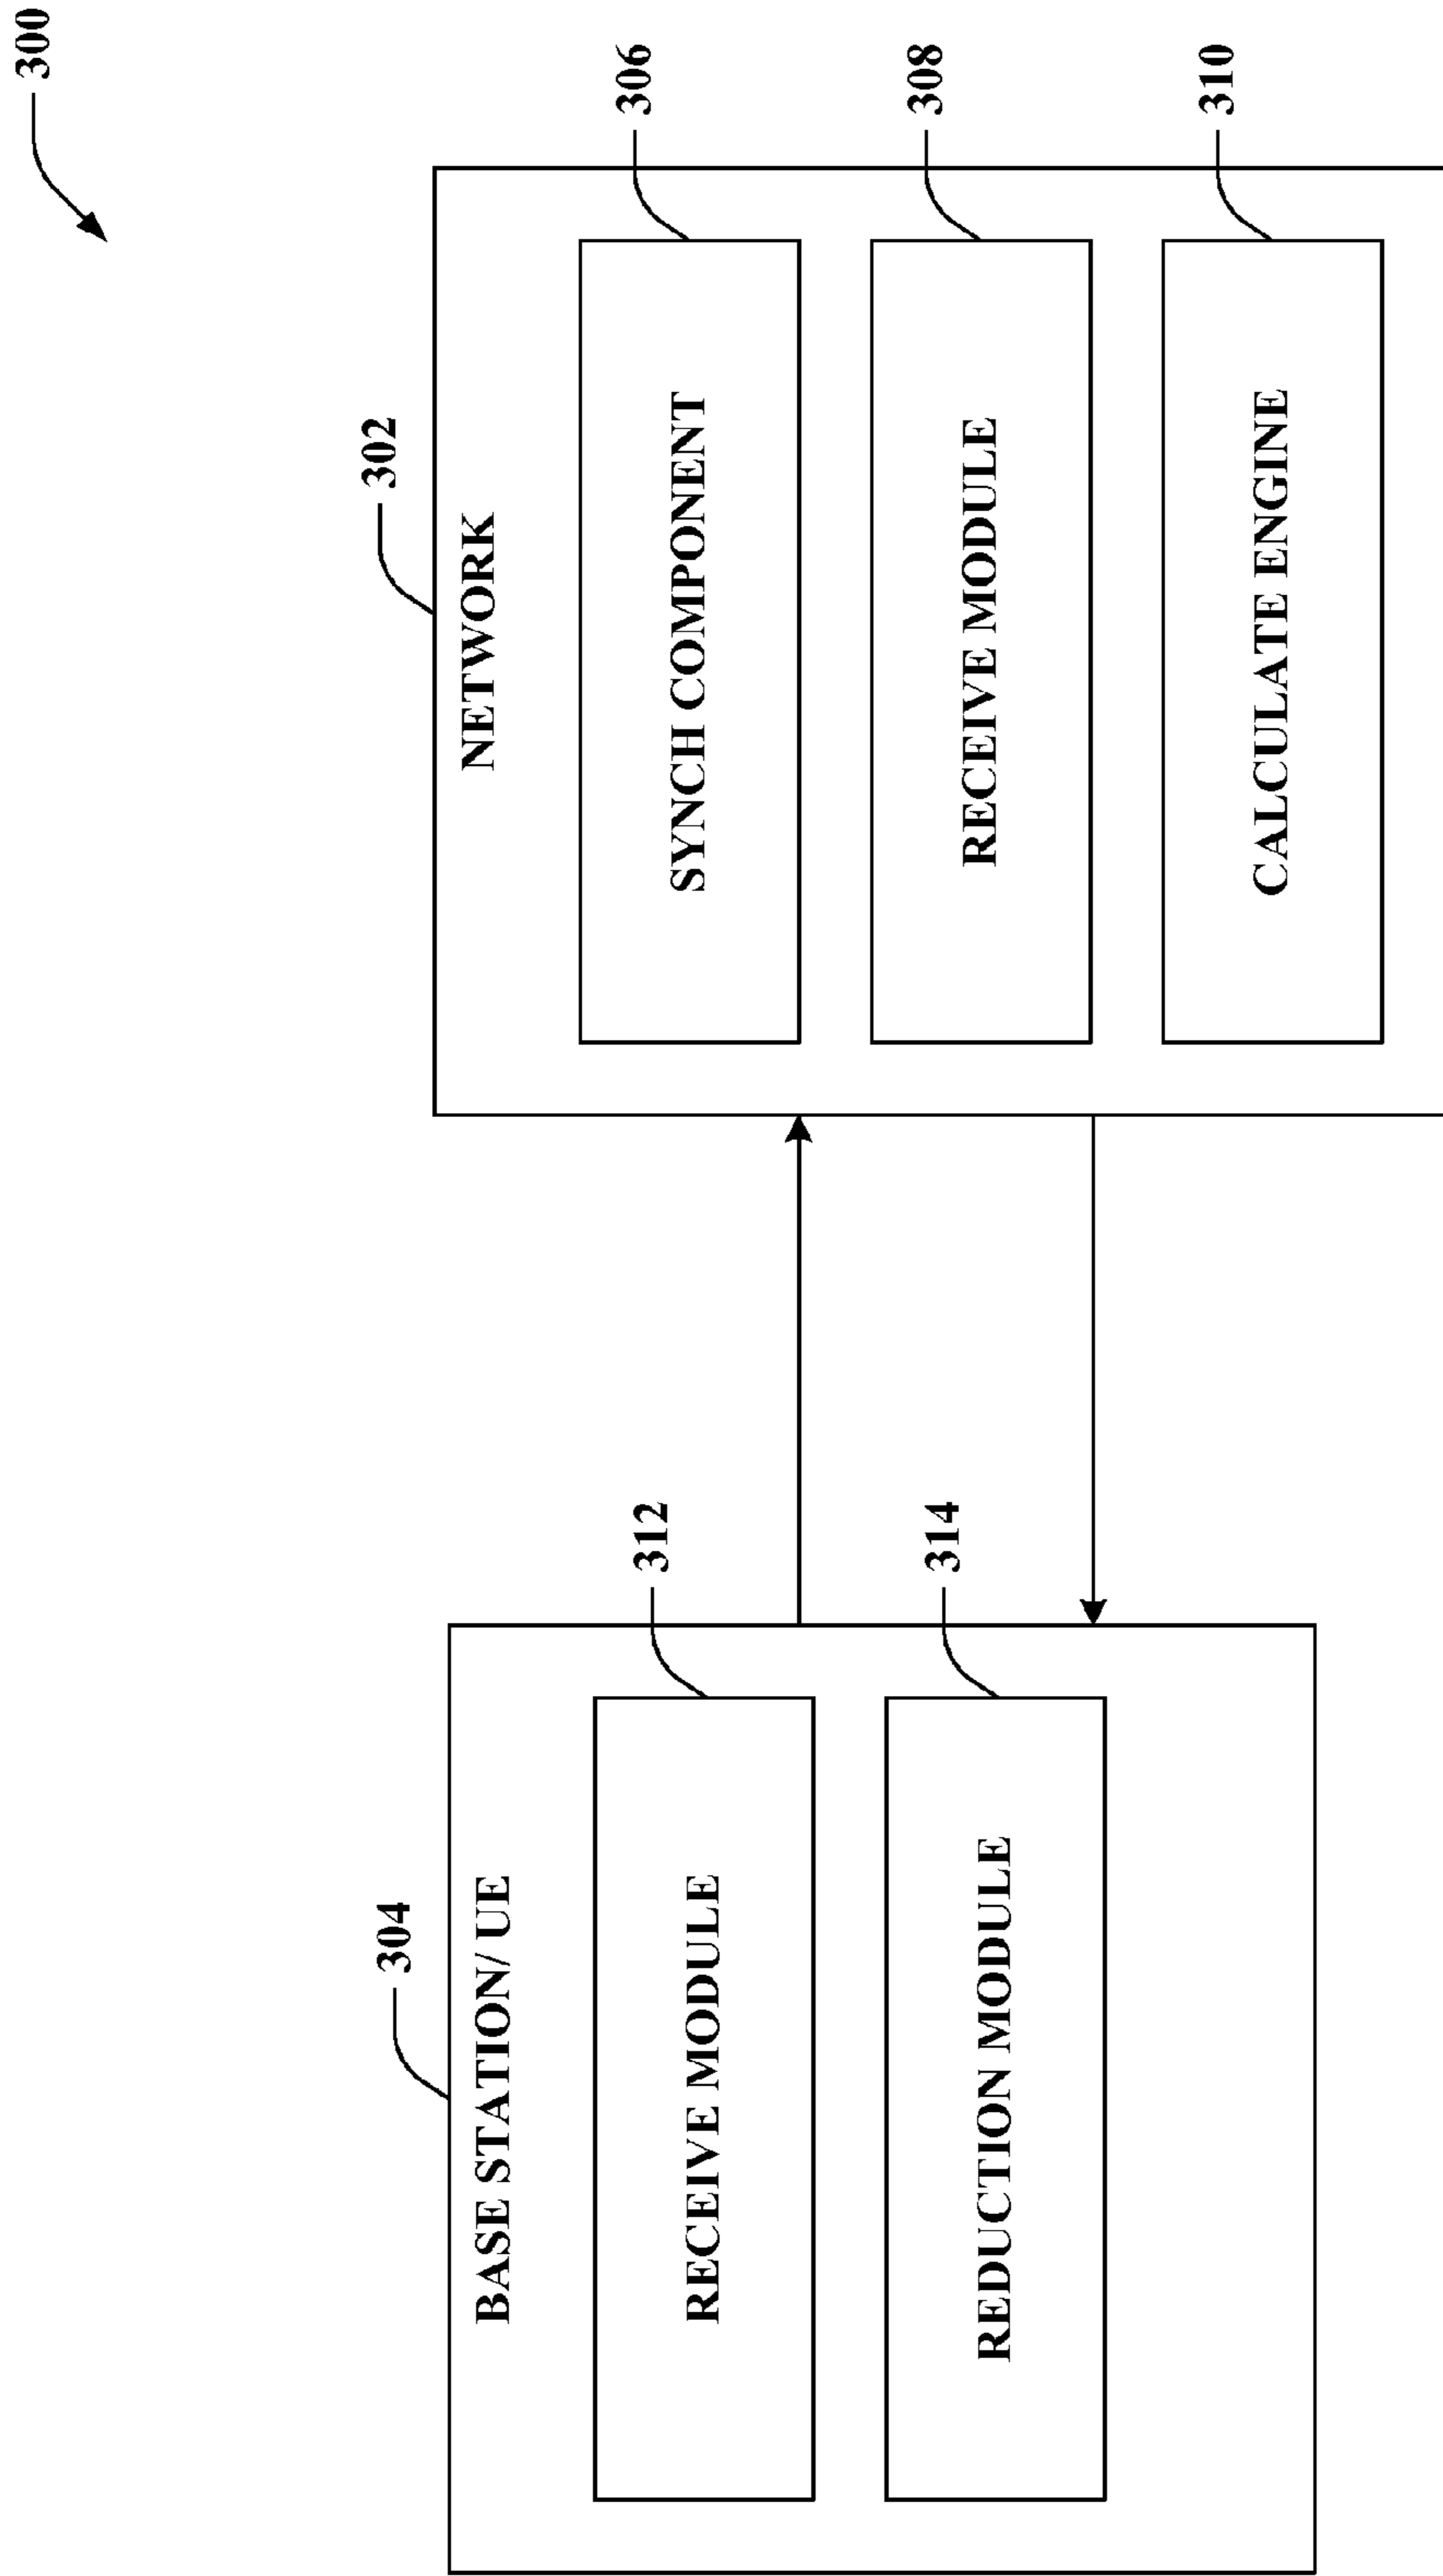 300
304
BASE STATION/ UE
312
RECEIVE MODULE
314
REDUCTION MODULE
302
NETWORK
306
SYNCH COMPONENT
308
RECEIVE MODULE
310
CALCULATE ENGINE